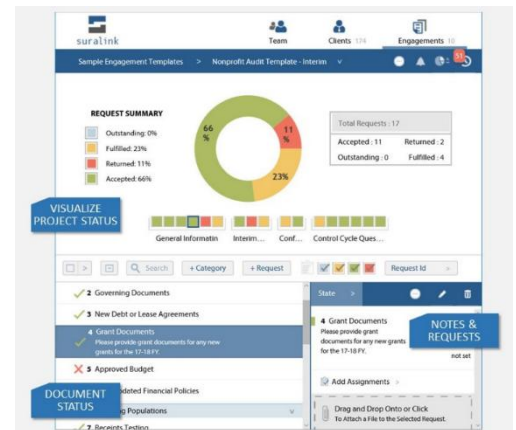 suralink
Team
Clients 174
Engagements 10
Sample Engagement Templates > Nonprofit Audit Template - Interim
51
REQUEST SUMMARY
Outstanding: 0%
Fulfilled: 23%
Returned: 11%
Accepted: 66%
66 %
11 %
23%
Total Requests : 17
Accepted : 11 Returned : 2
Outstanding : 0 Fulfilled : 4
VISUALIZE
PROJECT STATUS
General Informatin Interim... Conf... Control Cycle Ques...
Search + Category + Request Request Id
2 Governing Documents
3 New Debt or Lease Agreements
4 Grant Documents
Please provide grant documents for any new
grants for the 17-18 FY.
5 Approved Budget
dated Financial Policies
Populations
7 Receipts Testing
DOCUMENT
STATUS
State >
4 Grant Documents
Please provide grant
documents for any new grants
for the 17-18 FY.
not set
NOTES &
REQUESTS
Add Assignments
Drag and Drop Onto or Click
To Attach a File to the Selected Request.